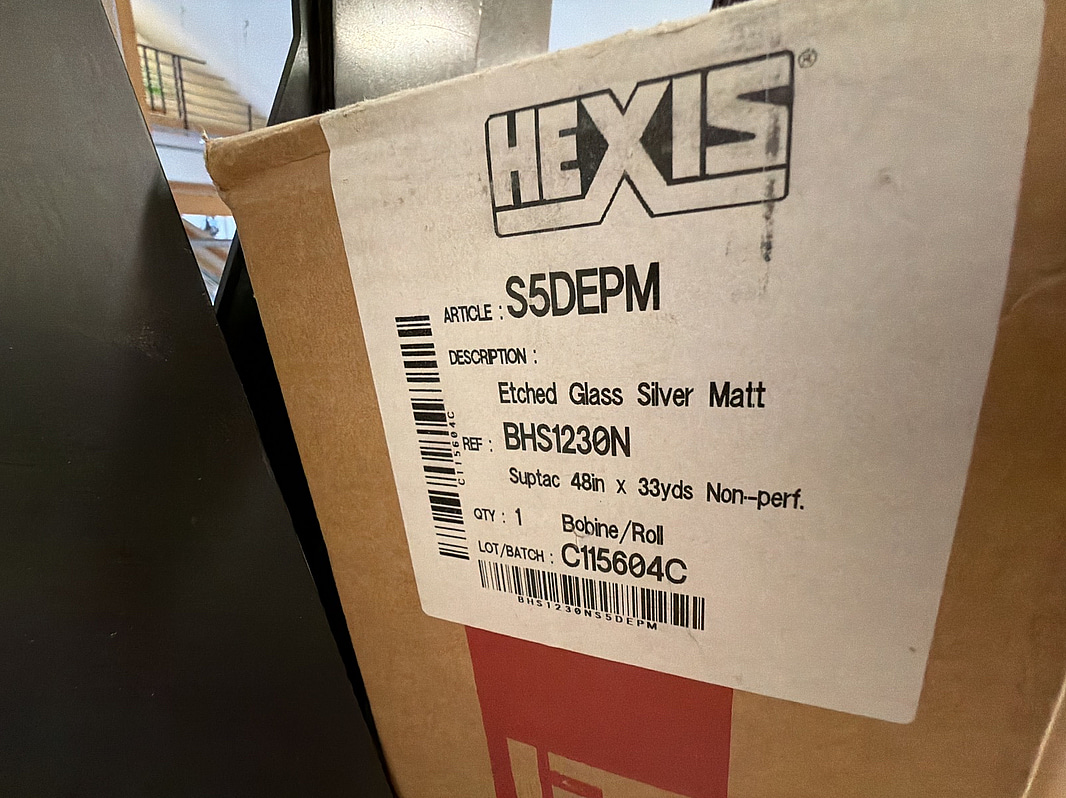 HEXIS®
ARTICLE : S5DEPM
DESCRIPTION :
Etched Glass Silver Matt
REF : BHS1230N
Suptac 48in x 33yds Non-perf.
QTY : 1 Bobine/Roll
LOT/BATCH : C115604C
BHS1230NS5DEPM
C115604C